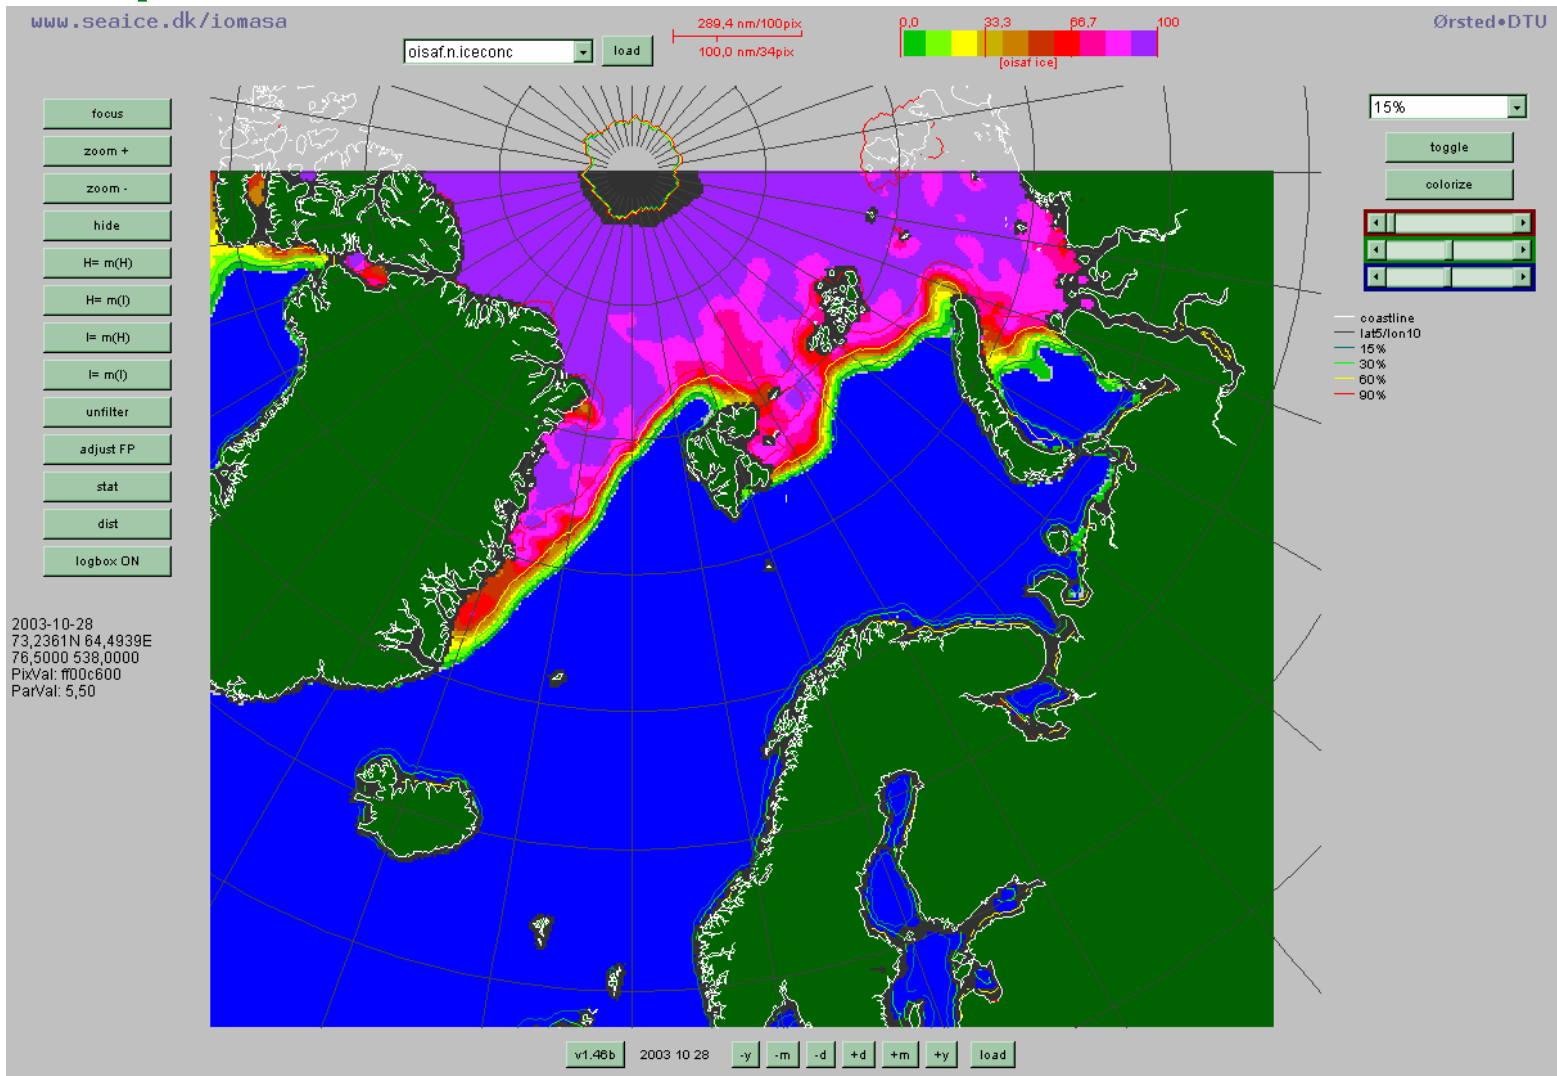 www.seaice.dk/iomasa
oisaf.n.iceconc
load
289,4 nm/100pix
100,0 nm/34pix
0,0 33,3 66,7 100
[oisaf ice]
Ørsted•DTU
focus
zoom +
zoom -
hide
H= m(H)
H= m(I)
I= m(H)
I= m(I)
unfilter
adjust FP
stat
dist
logbox ON
2003-10-28
73,2361N 64,4939E
76,5000 538,0000
PixVal: ff00c600
ParVal: 5,50
15%
toggle
colorize
coastline
lat5/lon10
15%
30%
60%
90%
v1.46b
2003 10 28
-y
-m
-d
+d
+m
+y
load